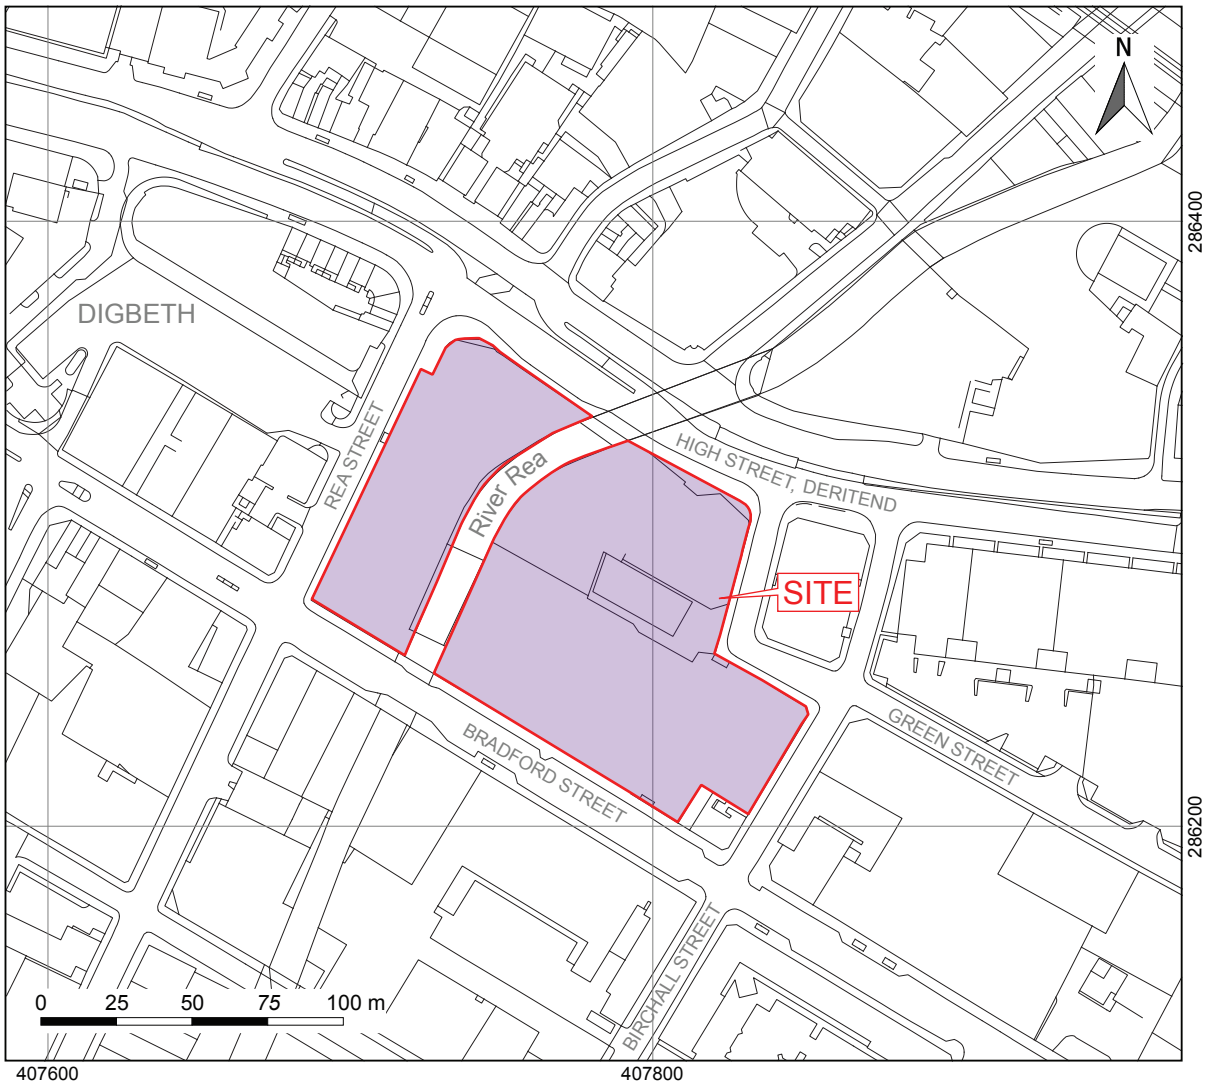 N
286400
DIGBETH
REA STREET
River Rea
HIGH STREET, DERITEND
SITE
GREEN STREET
BRADFORD STREET
286200
BIRCHALL STREET
0 25 50 75 100 m
407600 407800